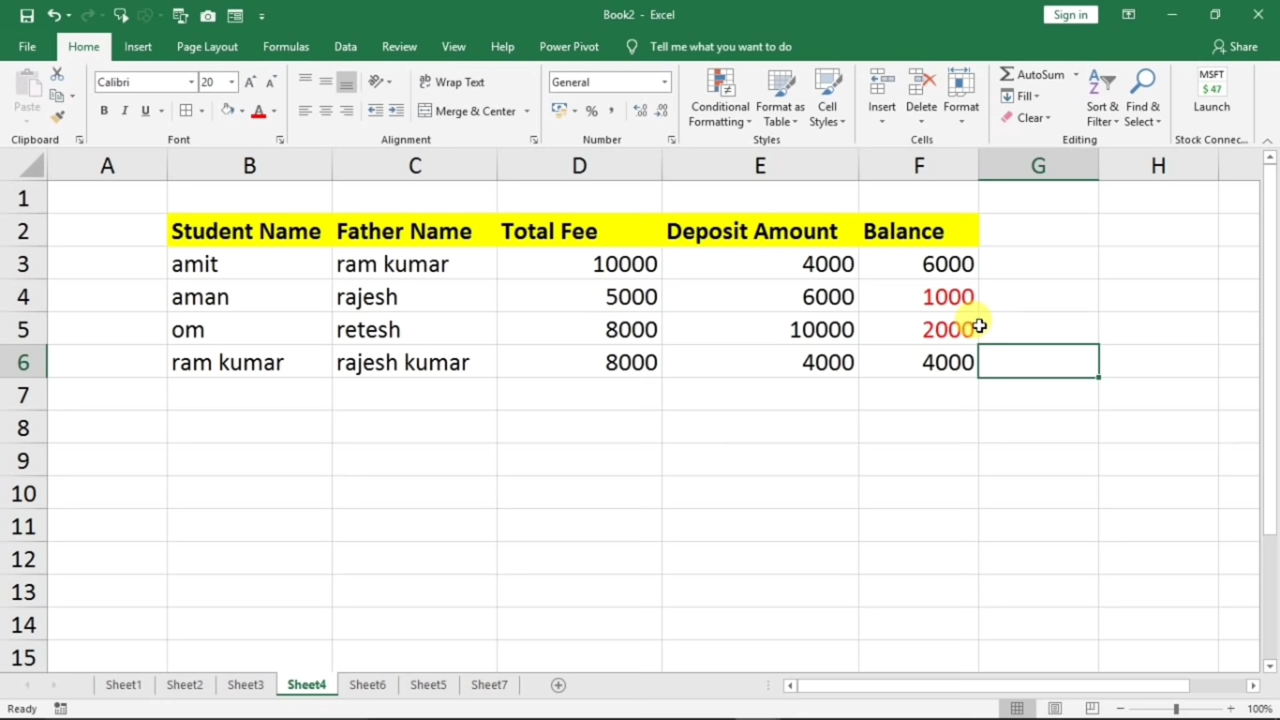 Book2 - Excel
Sign in
File Home Insert Page Layout Formulas Data Review View Help Power Pivot Tell me what you want to do Share
Paste
Calibri 20
B I U
Wrap Text
Merge & Center
General
% ,
Conditional Formatting
Format as Table
Cell Styles
Insert
Delete
Format
AutoSum
Fill
Clear
Sort & Filter
Find & Select
MSFT
$ 47
Launch
Clipboard Font Alignment Number Styles Cells Editing Stock Connec...
A B C D E F G H
1
2 Student Name Father Name Total Fee Deposit Amount Balance
3 amit ram kumar 10000 4000 6000
4 aman rajesh 5000 6000 1000
5 om retesh 8000 10000 2000
6 ram kumar rajesh kumar 8000 4000 4000
7
8
9
10
11
12
13
14
15
Sheet1 Sheet2 Sheet3 Sheet4 Sheet6 Sheet5 Sheet7
Ready 100%